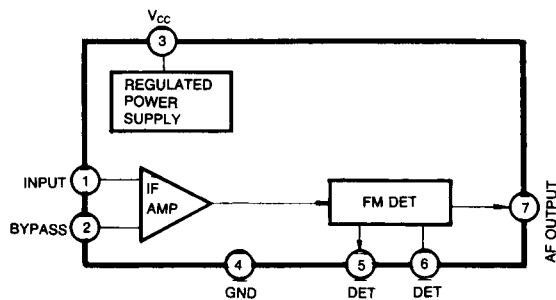 VCC
3
REGULATED
POWER
SUPPLY
INPUT
1
IF
AMP
BYPASS
2
FM DET
7
AF OUTPUT
4
5
6
GND
DET
DET